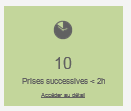 10
Prises successives < 2h
Accéder au détail